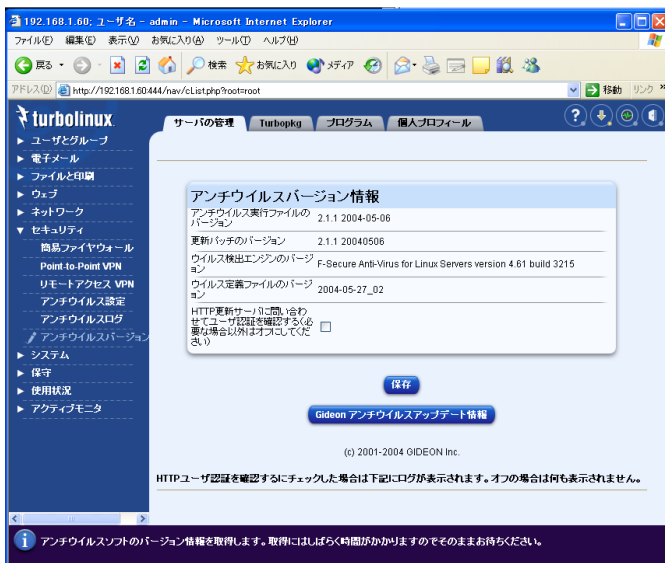 192.168.1.60: ユーザ名 - admin - Microsoft Internet Explorer
ファイル(F) 編集(E) 表示(V) お気に入り(A) ツール(T) ヘルプ(H)
戻る 検索 お気に入り メディア
アドレス(D) http://192.168.1.60:444/nav/cList.php?root=root 移動 リンク »
turbolinux
サーバの管理 Turbopkg プログラム 個人プロフィール
ユーザとグループ
電子メール
ファイルと印刷
ウェブ
ネットワーク
セキュリティ
簡易ファイヤウォール
Point-to-Point VPN
リモートアクセス VPN
アンチウイルス設定
アンチウイルスログ
アンチウイルスバージョン
システム
保守
使用状況
アクティブモニタ
アンチウイルスバージョン情報
アンチウイルス実行ファイルの
バージョン
2.1.1 2004-05-06
更新パッチのバージョン 2.1.1 20040506
ウイルス検出エンジンのバージ
ョン
F-Secure Anti-Virus for Linux Servers version 4.61 build 3215
ウイルス定義ファイルのバージ
ョン
2004-05-27_02
HTTP更新サーバに問い合わ
せてユーザ認証を確認する(必
要な場合以外はオフにしてくだ
さい)
保存
Gideon アンチウイルスアップデート情報
(c) 2001-2004 GIDEON Inc.
HTTPユーザ認証を確認するにチェックした場合は下記にログが表示されます。オフの場合は何も表示されません。
アンチウイルスソフトのバージョン情報を取得します。取得にはしばらく時間がかかりますのでそのままお待ちください。